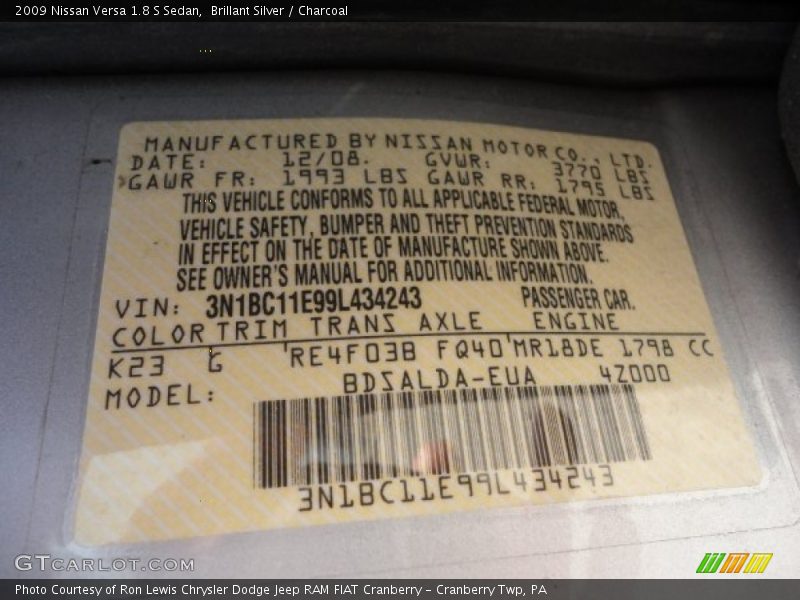 2009 Nissan Versa 1.8 S Sedan, Brillant Silver / Charcoal
MANUFACTURED BY NISSAN MOTOR CO., LTD.
DATE: 12/08. GVWR: 3770 LBS
GAWR FR: 1993 LBS GAWR RR: 1795 LBS
THIS VEHICLE CONFORMS TO ALL APPLICABLE FEDERAL MOTOR,
VEHICLE SAFETY, BUMPER AND THEFT PREVENTION STANDARDS
IN EFFECT ON THE DATE OF MANUFACTURE SHOWN ABOVE.
SEE OWNER'S MANUAL FOR ADDITIONAL INFORMATION.
VIN: 3N1BC11E99L434243 PASSENGER CAR.
COLOR TRIM TRANS AXLE ENGINE
K23 G 'RE4F03B FQ40'MR18DE 1798 CC
MODEL: BDSALDA-EUA 4Z000
3N1BC11E99L434243
GTCARLOT.COM
Photo Courtesy of Ron Lewis Chrysler Dodge Jeep RAM FIAT Cranberry – Cranberry Twp, PA